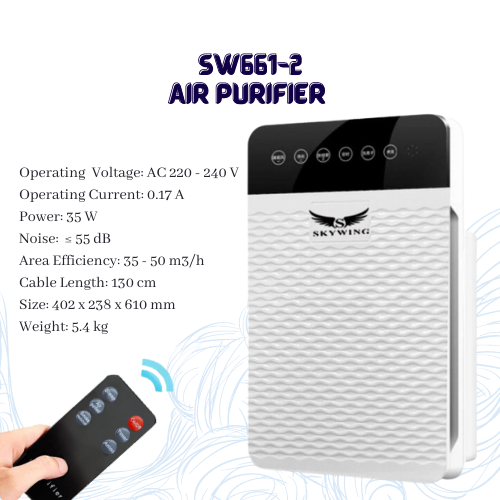 SW661-2
AIR PURIFIER
Operating Voltage: AC 220 - 240 V
Operating Current: 0.17 A
Power: 35 W
Noise: ≤ 55 dB
Area Efficiency: 35 - 50 m3/h
Cable Length: 130 cm
Size: 402 x 238 x 610 mm
Weight: 5.4 kg
S
SKYWING